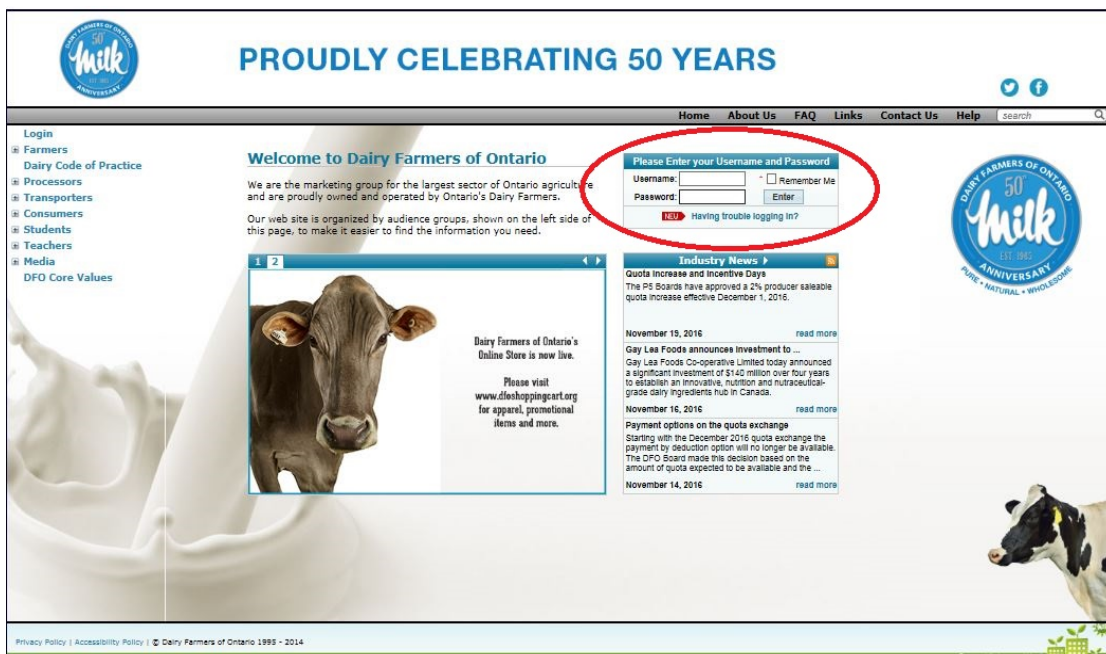 DAIRY FARMERS OF ONTARIO
50th
Milk
EST 1965
ANNIVERSARY
PROUDLY CELEBRATING 50 YEARS
Home About Us FAQ Links Contact Us Help search
Login
Farmers
Dairy Code of Practice
Processors
Transporters
Consumers
Students
Teachers
Media
DFO Core Values
Welcome to Dairy Farmers of Ontario
We are the marketing group for the largest sector of Ontario agriculture
and are proudly owned and operated by Ontario's Dairy Farmers.
Our web site is organized by audience groups, shown on the left side of
this page, to make it easier to find the information you need.
Please Enter your Username and Password
Username: * Remember Me
Password: Enter
NEU Having trouble logging in?
1 2
Dairy Farmers of Ontario's
Online Store is now live.
Please visit
www.dfoshoppingcart.org
for apparel, promotional
items and more.
Industry News
Quota Increase and Incentive Days
The P5 Boards have approved a 2% producer saleable
quota increase effective December 1, 2016.
November 15, 2016 read more
Gay Lea Foods announces investment to ...
Gay Lea Foods Co-operative Limited today announced
a significant investment of $140 million over four years
to establish an innovative, nutrition and nutraceutical-
grade dairy ingredients hub in Canada.
November 16, 2016 read more
Payment options on the quota exchange
Starting with the December 2016 quota exchange the
payment by deduction option will no longer be available.
The DFO Board made this decision based on the
amount of quota expected to be available and the ...
November 14, 2016 read more
DAIRY FARMERS OF ONTARIO
50th
Milk
EST 1965
ANNIVERSARY
PURE • NATURAL • WHOLESOME
Privacy Policy | Accessibility Policy | © Dairy Farmers of Ontario 1995 - 2014